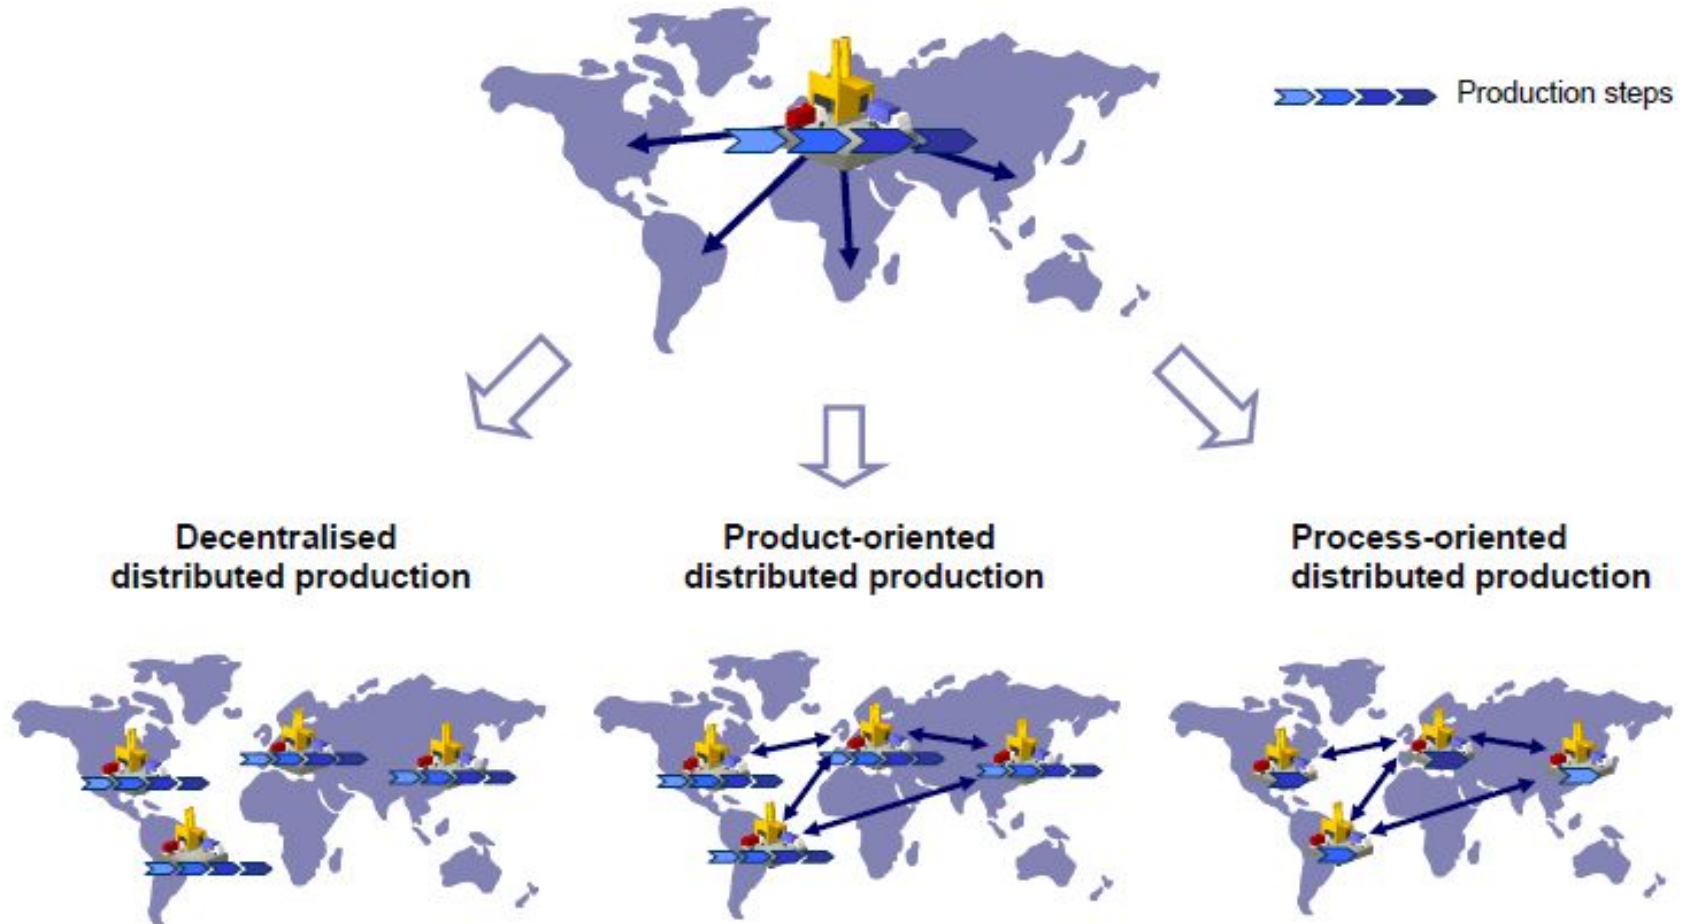 Production steps
Decentralised
distributed production
Product-oriented
distributed production
Process-oriented
distributed production